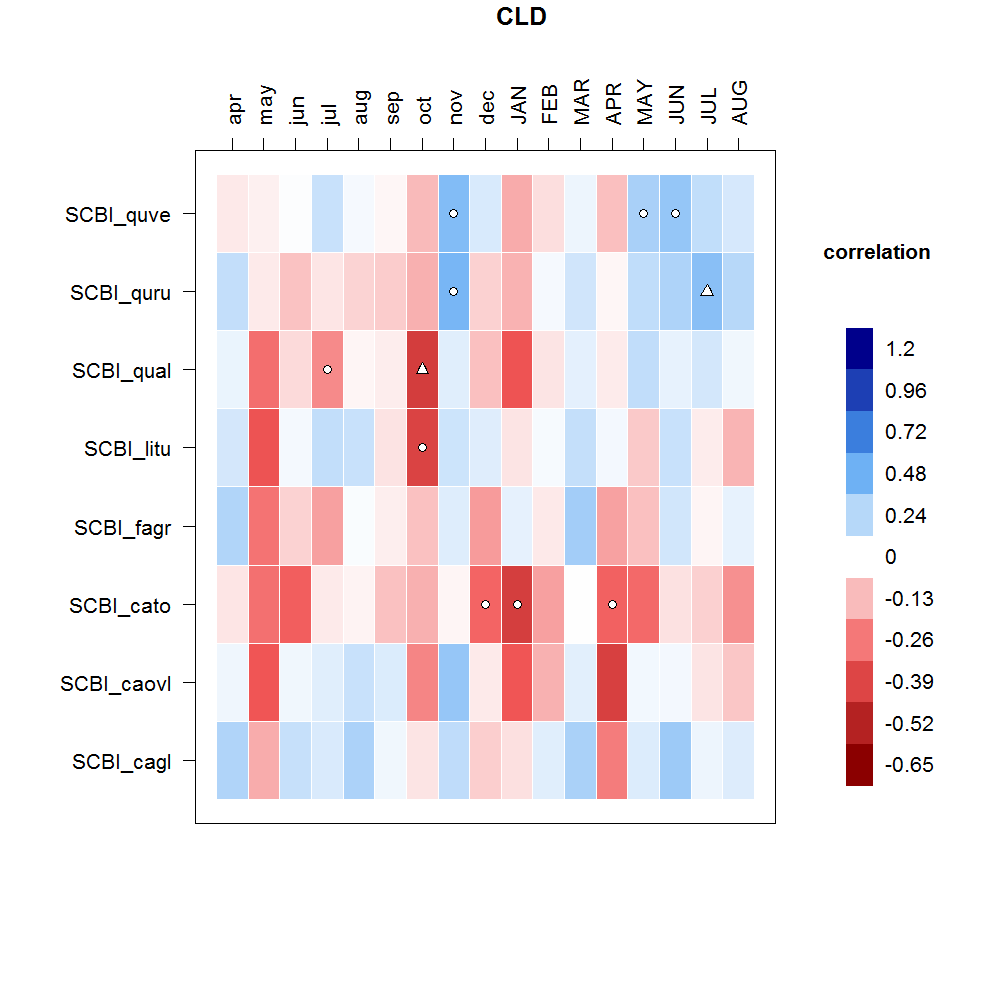 CLD
apr may jun jul aug sep oct nov dec JAN FEB MAR APR MAY JUN JUL AUG
SCBI_quve
SCBI_quru
SCBI_qual
SCBI_litu
SCBI_fagr
SCBI_cato
SCBI_caovl
SCBI_cagl
correlation
1.2
0.96
0.72
0.48
0.24
0
-0.13
-0.26
-0.39
-0.52
-0.65